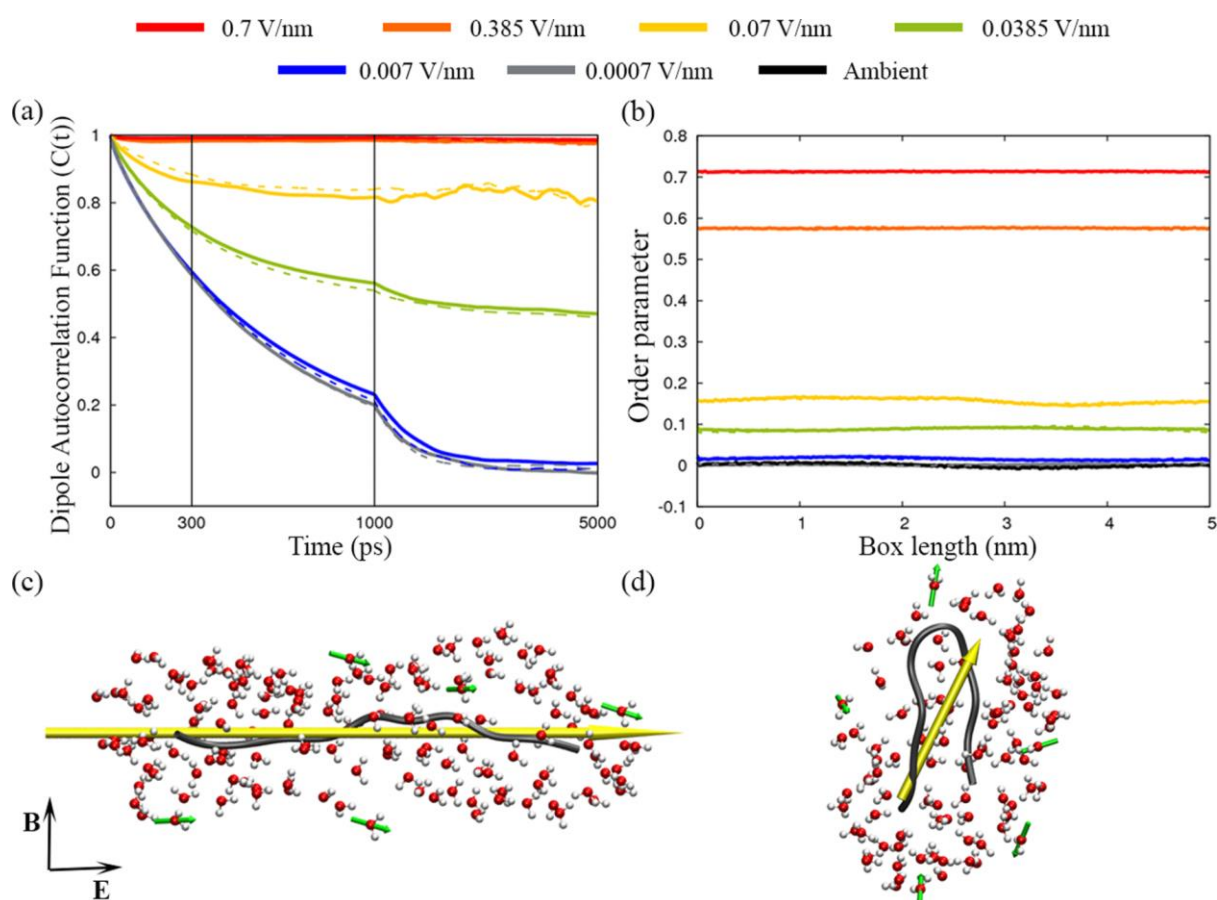 0.7 V/nm 0.385 V/nm 0.07 V/nm 0.0385 V/nm
0.007 V/nm 0.0007 V/nm Ambient
(a)
Dipole Autocorrelation Function (C(t))
1
0.8
0.6
0.4
0.2
0
0 300 1000 5000
Time (ps)
(b)
Order parameter
0.8
0.7
0.6
0.5
0.4
0.3
0.2
0.1
0
-0.1
0 1 2 3 4 5
Box length (nm)
(c)
B
E
(d)